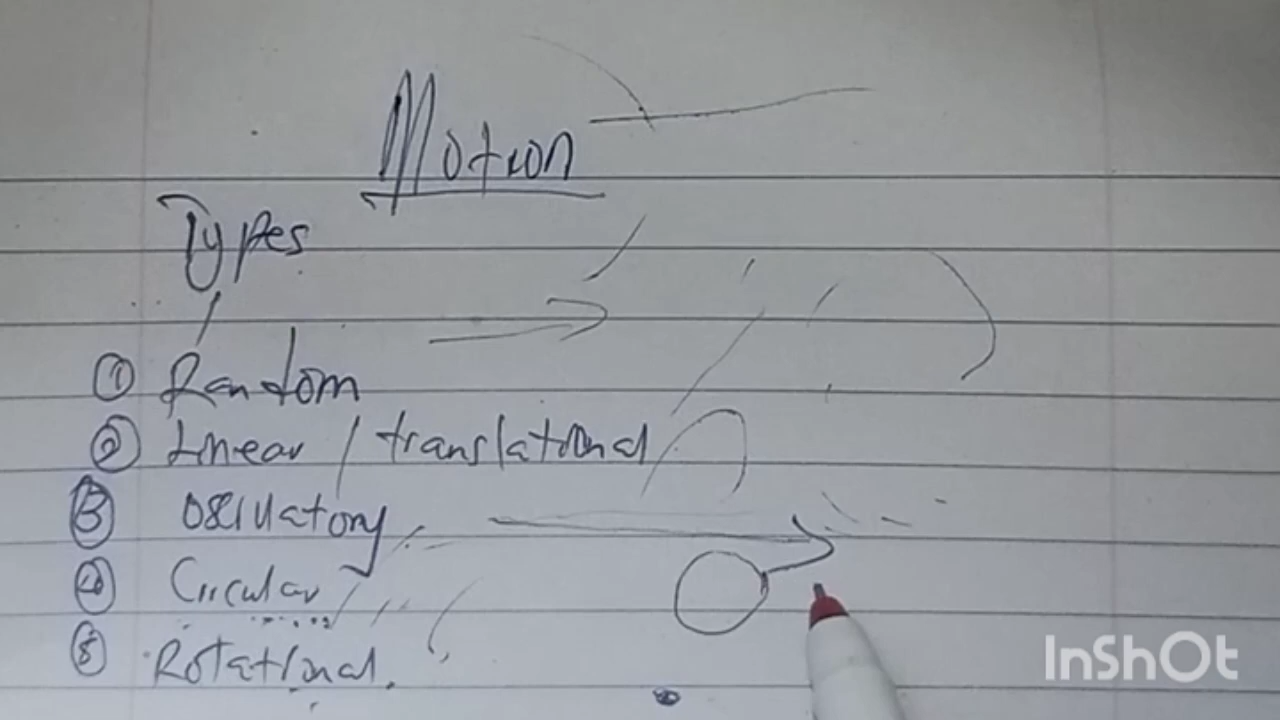 Motion
Types
① Random
② Linear / translational
③ Oscillatory
④ Circular
⑤ Rotational.
InShOt